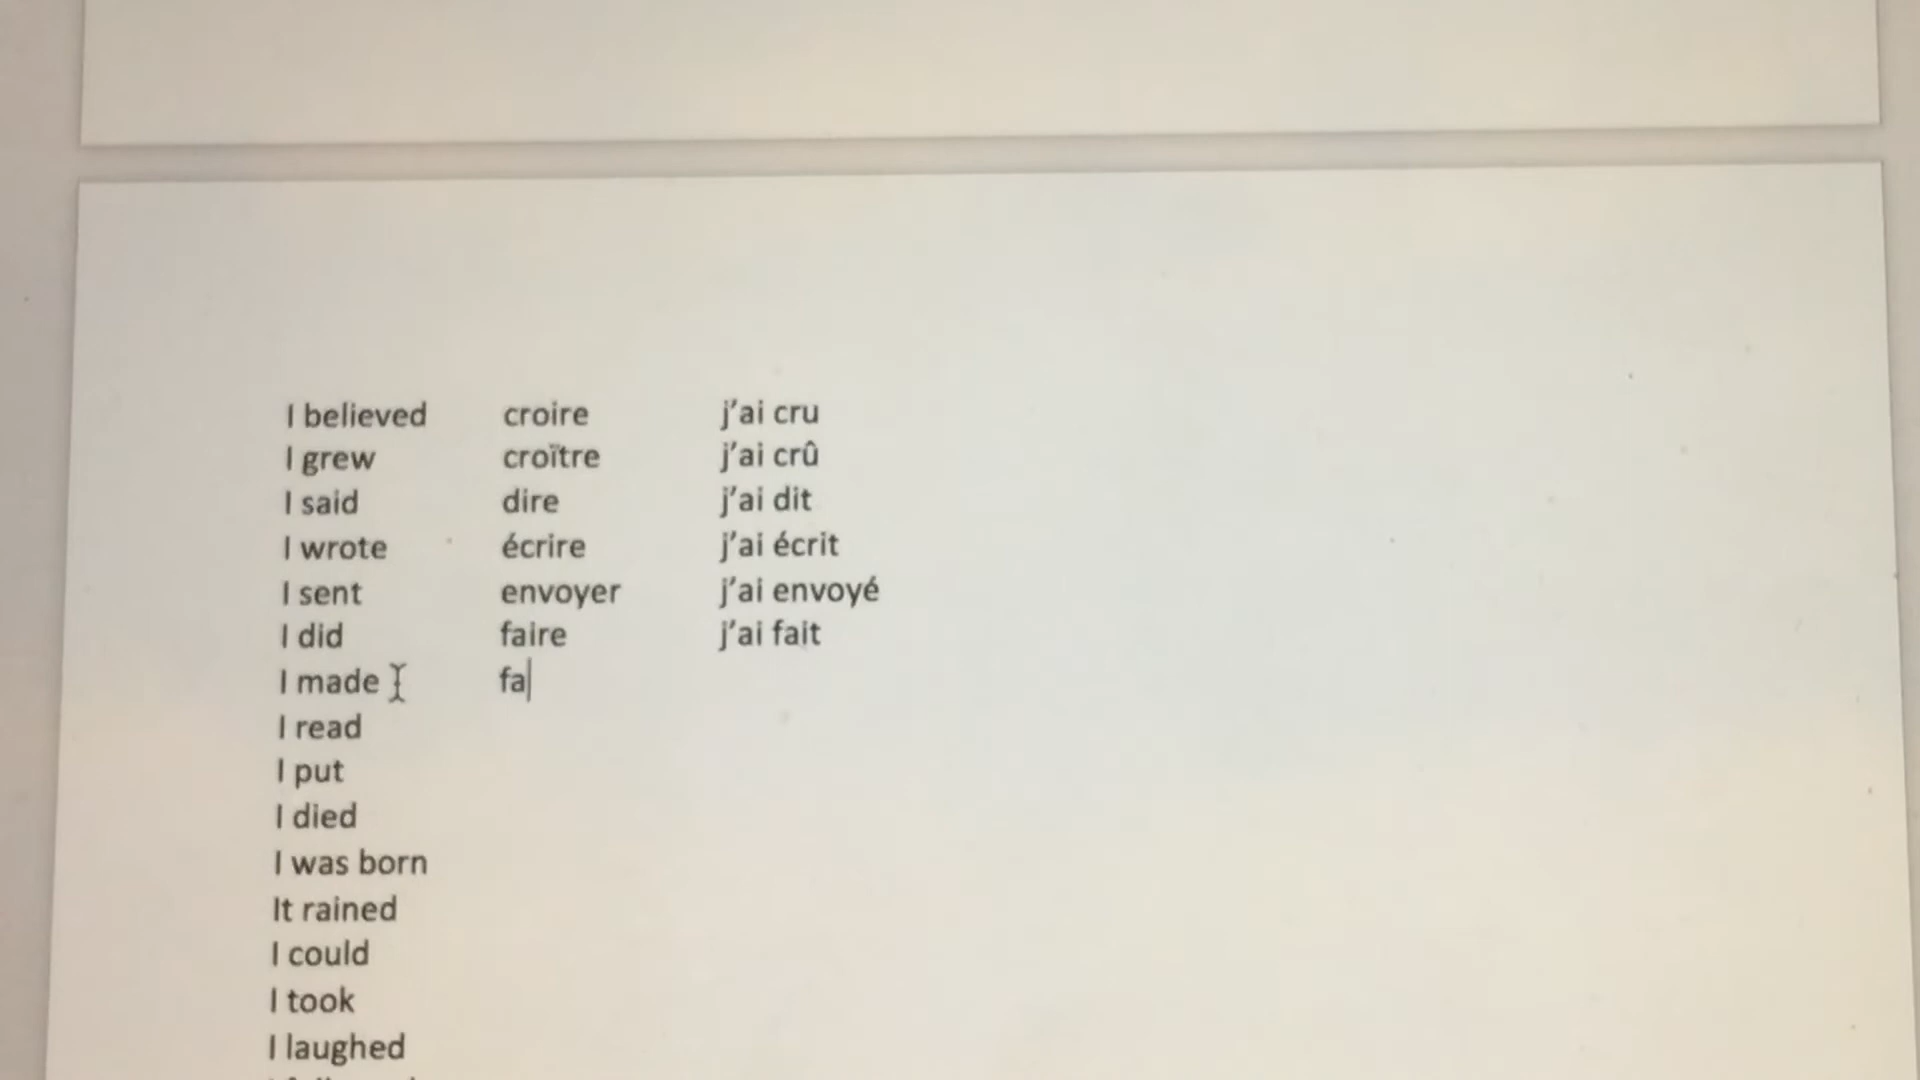 I believed croire j'ai cru
I grew croïtre j'ai crû
I said dire j'ai dit
I wrote écrire j'ai écrit
I sent envoyer j'ai envoyé
I did faire j'ai fait
I made fa
I read
I put
I died
I was born
It rained
I could
I took
I laughed